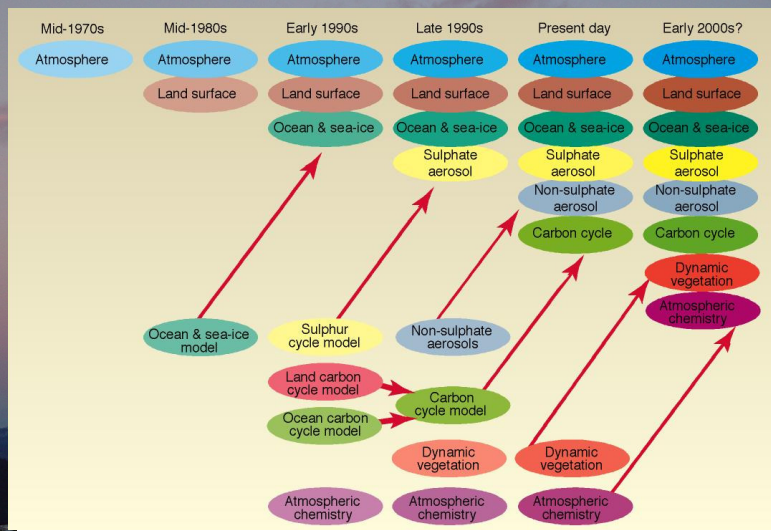 Mid-1970s
Mid-1980s
Early 1990s
Late 1990s
Present day
Early 2000s?
Atmosphere
Atmosphere
Atmosphere
Atmosphere
Atmosphere
Atmosphere
Land surface
Land surface
Land surface
Land surface
Land surface
Ocean & sea-ice
Ocean & sea-ice
Ocean & sea-ice
Ocean & sea-ice
Sulphate
aerosol
Sulphate
aerosol
Sulphate
aerosol
Non-sulphate
aerosol
Non-sulphate
aerosol
Carbon cycle
Carbon cycle
Dynamic
vegetation
Atmospheric
chemistry
Ocean & sea-ice
model
Sulphur
cycle model
Non-sulphate
aerosols
Land carbon
cycle model
Carbon
cycle model
Ocean carbon
cycle model
Dynamic
vegetation
Dynamic
vegetation
Atmospheric
chemistry
Atmospheric
chemistry
Atmospheric
chemistry